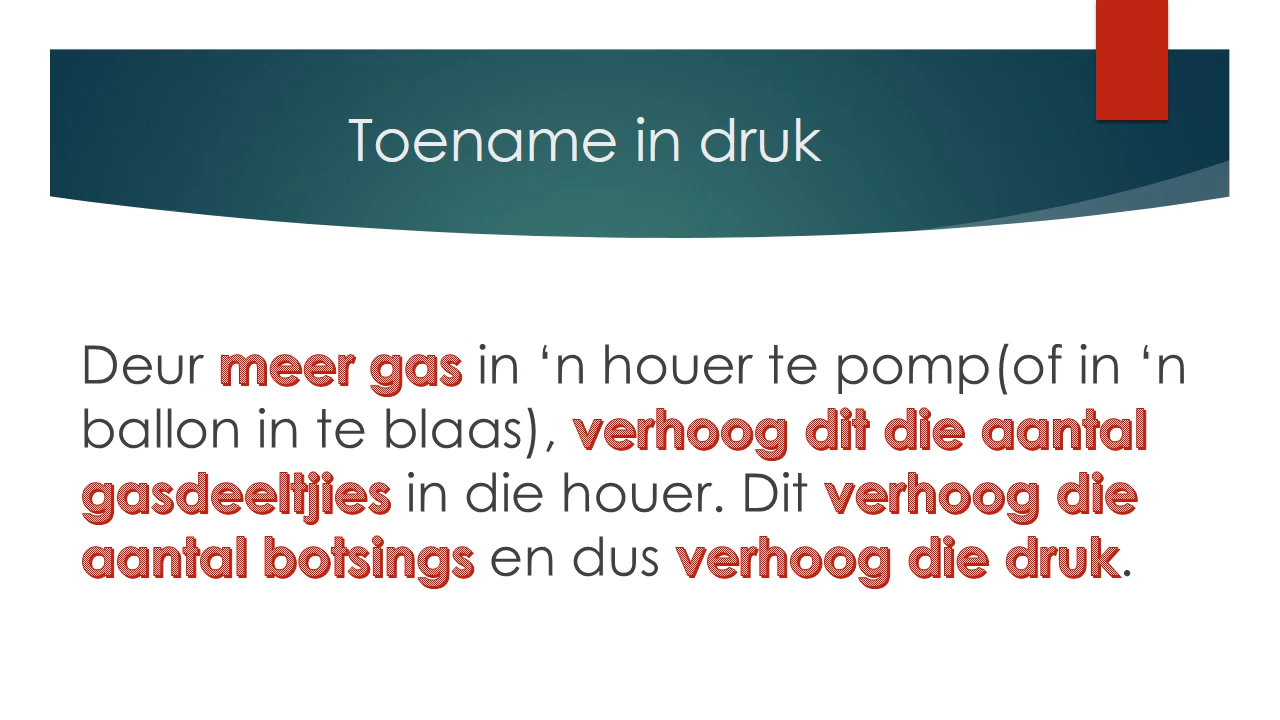 Toename in druk
Deur meer gas in ‘n houer te pomp(of in ‘n
ballon in te blaas), verhoog dit die aantal
gasdeeltjies in die houer. Dit verhoog die
aantal botsings en dus verhoog die druk.